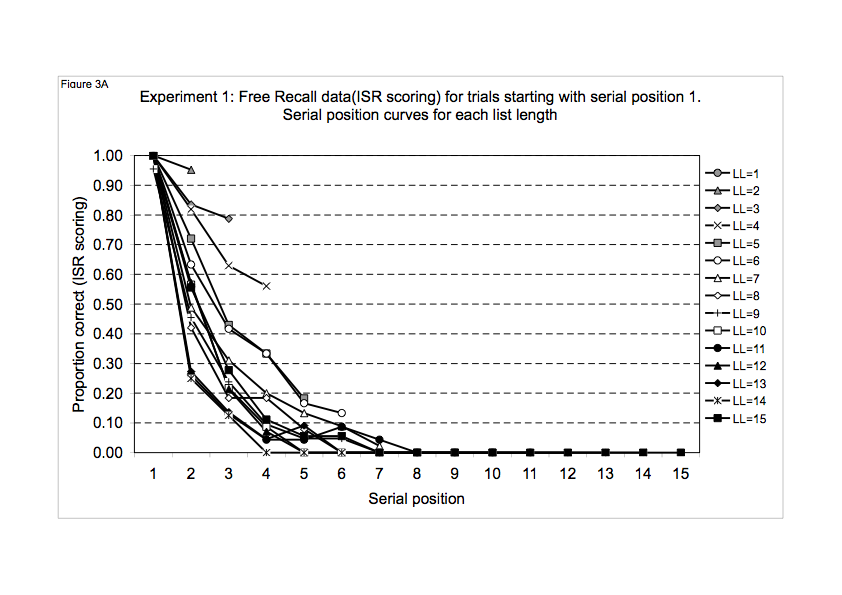 Figure 3A
Experiment 1: Free Recall data(ISR scoring) for trials starting with serial position 1.
Serial position curves for each list length
Proportion correct (ISR scoring)
1.00
0.90
0.80
0.70
0.60
0.50
0.40
0.30
0.20
0.10
0.00
1 2 3 4 5 6 7 8 9 10 11 12 13 14 15
Serial position
LL=1
LL=2
LL=3
LL=4
LL=5
LL=6
LL=7
LL=8
LL=9
LL=10
LL=11
LL=12
LL=13
LL=14
LL=15